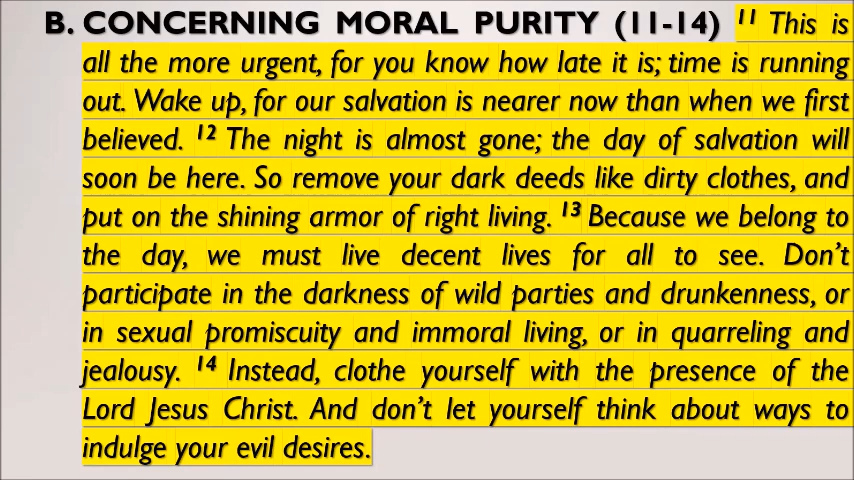 B. CONCERNING MORAL PURITY (11-14) ¹¹ This is
all the more urgent, for you know how late it is; time is running
out. Wake up, for our salvation is nearer now than when we first
believed. ¹² The night is almost gone; the day of salvation will
soon be here. So remove your dark deeds like dirty clothes, and
put on the shining armor of right living. ¹³ Because we belong to
the day, we must live decent lives for all to see. Don’t
participate in the darkness of wild parties and drunkenness, or
in sexual promiscuity and immoral living, or in quarreling and
jealousy. ¹⁴ Instead, clothe yourself with the presence of the
Lord Jesus Christ. And don’t let yourself think about ways to
indulge your evil desires.